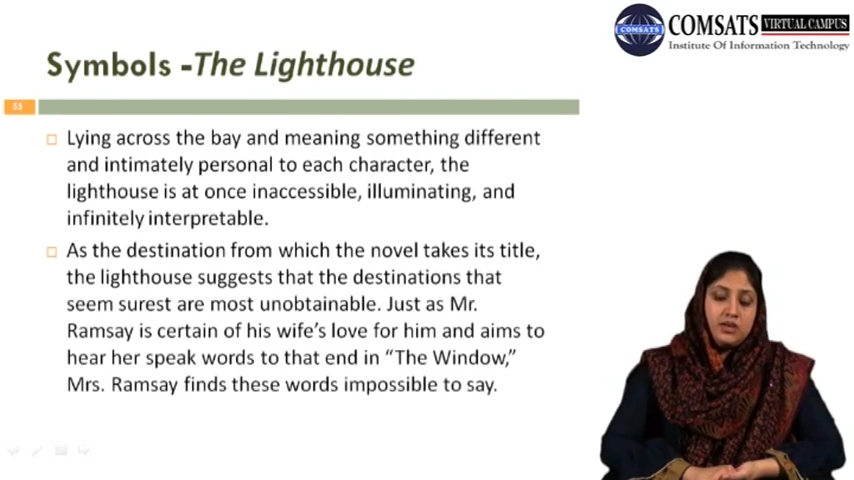 COMSATS VIRTUAL CAMPUS
COMSATS
Institute Of Information Technology
Symbols -The Lighthouse
55
Lying across the bay and meaning something different
and intimately personal to each character, the
lighthouse is at once inaccessible, illuminating, and
infinitely interpretable.
As the destination from which the novel takes its title,
the lighthouse suggests that the destinations that
seem surest are most unobtainable. Just as Mr.
Ramsay is certain of his wife's love for him and aims to
hear her speak words to that end in “The Window,”
Mrs. Ramsay finds these words impossible to say.